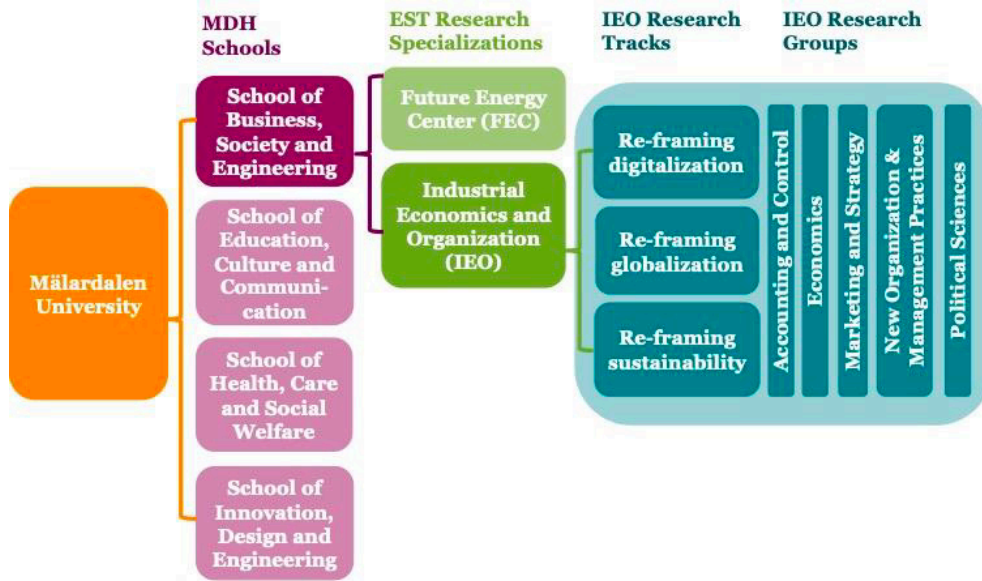 MDH
Schools
EST Research
Specializations
IEO Research
Tracks
IEO Research
Groups
Mälardalen
University
School of
Business,
Society and
Engineering
School of
Education,
Culture and
Communi-
cation
School of
Health, Care
and Social
Welfare
School of
Innovation,
Design and
Engineering
Future Energy
Center (FEC)
Industrial
Economics and
Organization
(IEO)
Re-framing
digitalization
Re-framing
globalization
Re-framing
sustainability
Accounting and Control
Economics
Marketing and Strategy
New Organization &
Management Practices
Political Sciences